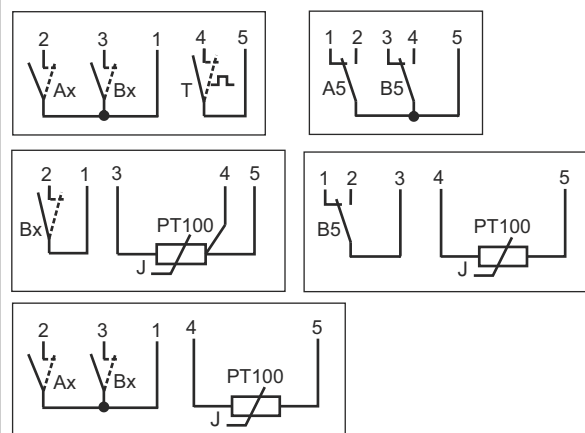 2 3 1 4 5
Ax Bx T
1 2 3 4 5
A5 B5
2 1 3 4 5
Bx PT100
J
1 2 3 4 5
B5 PT100
J
2 3 1 4 5
Ax Bx PT100
J